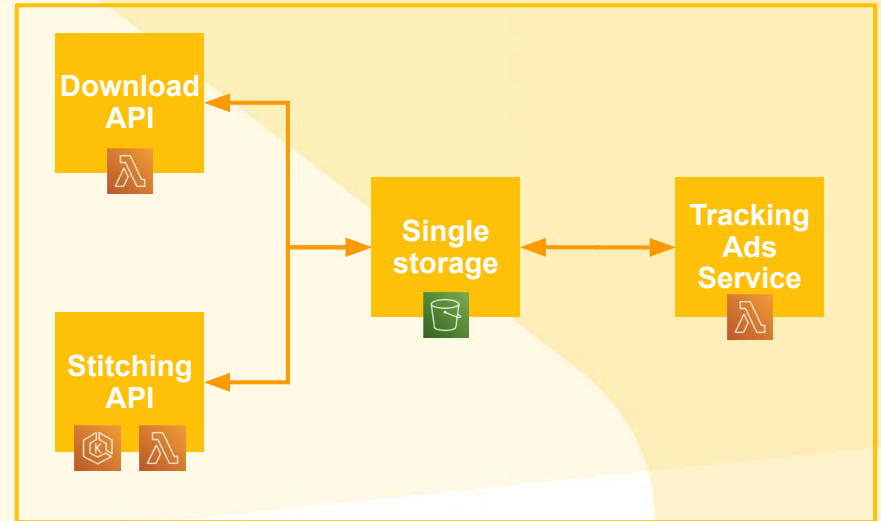 Download
API
Stitching
API
Single
storage
Tracking
Ads
Service